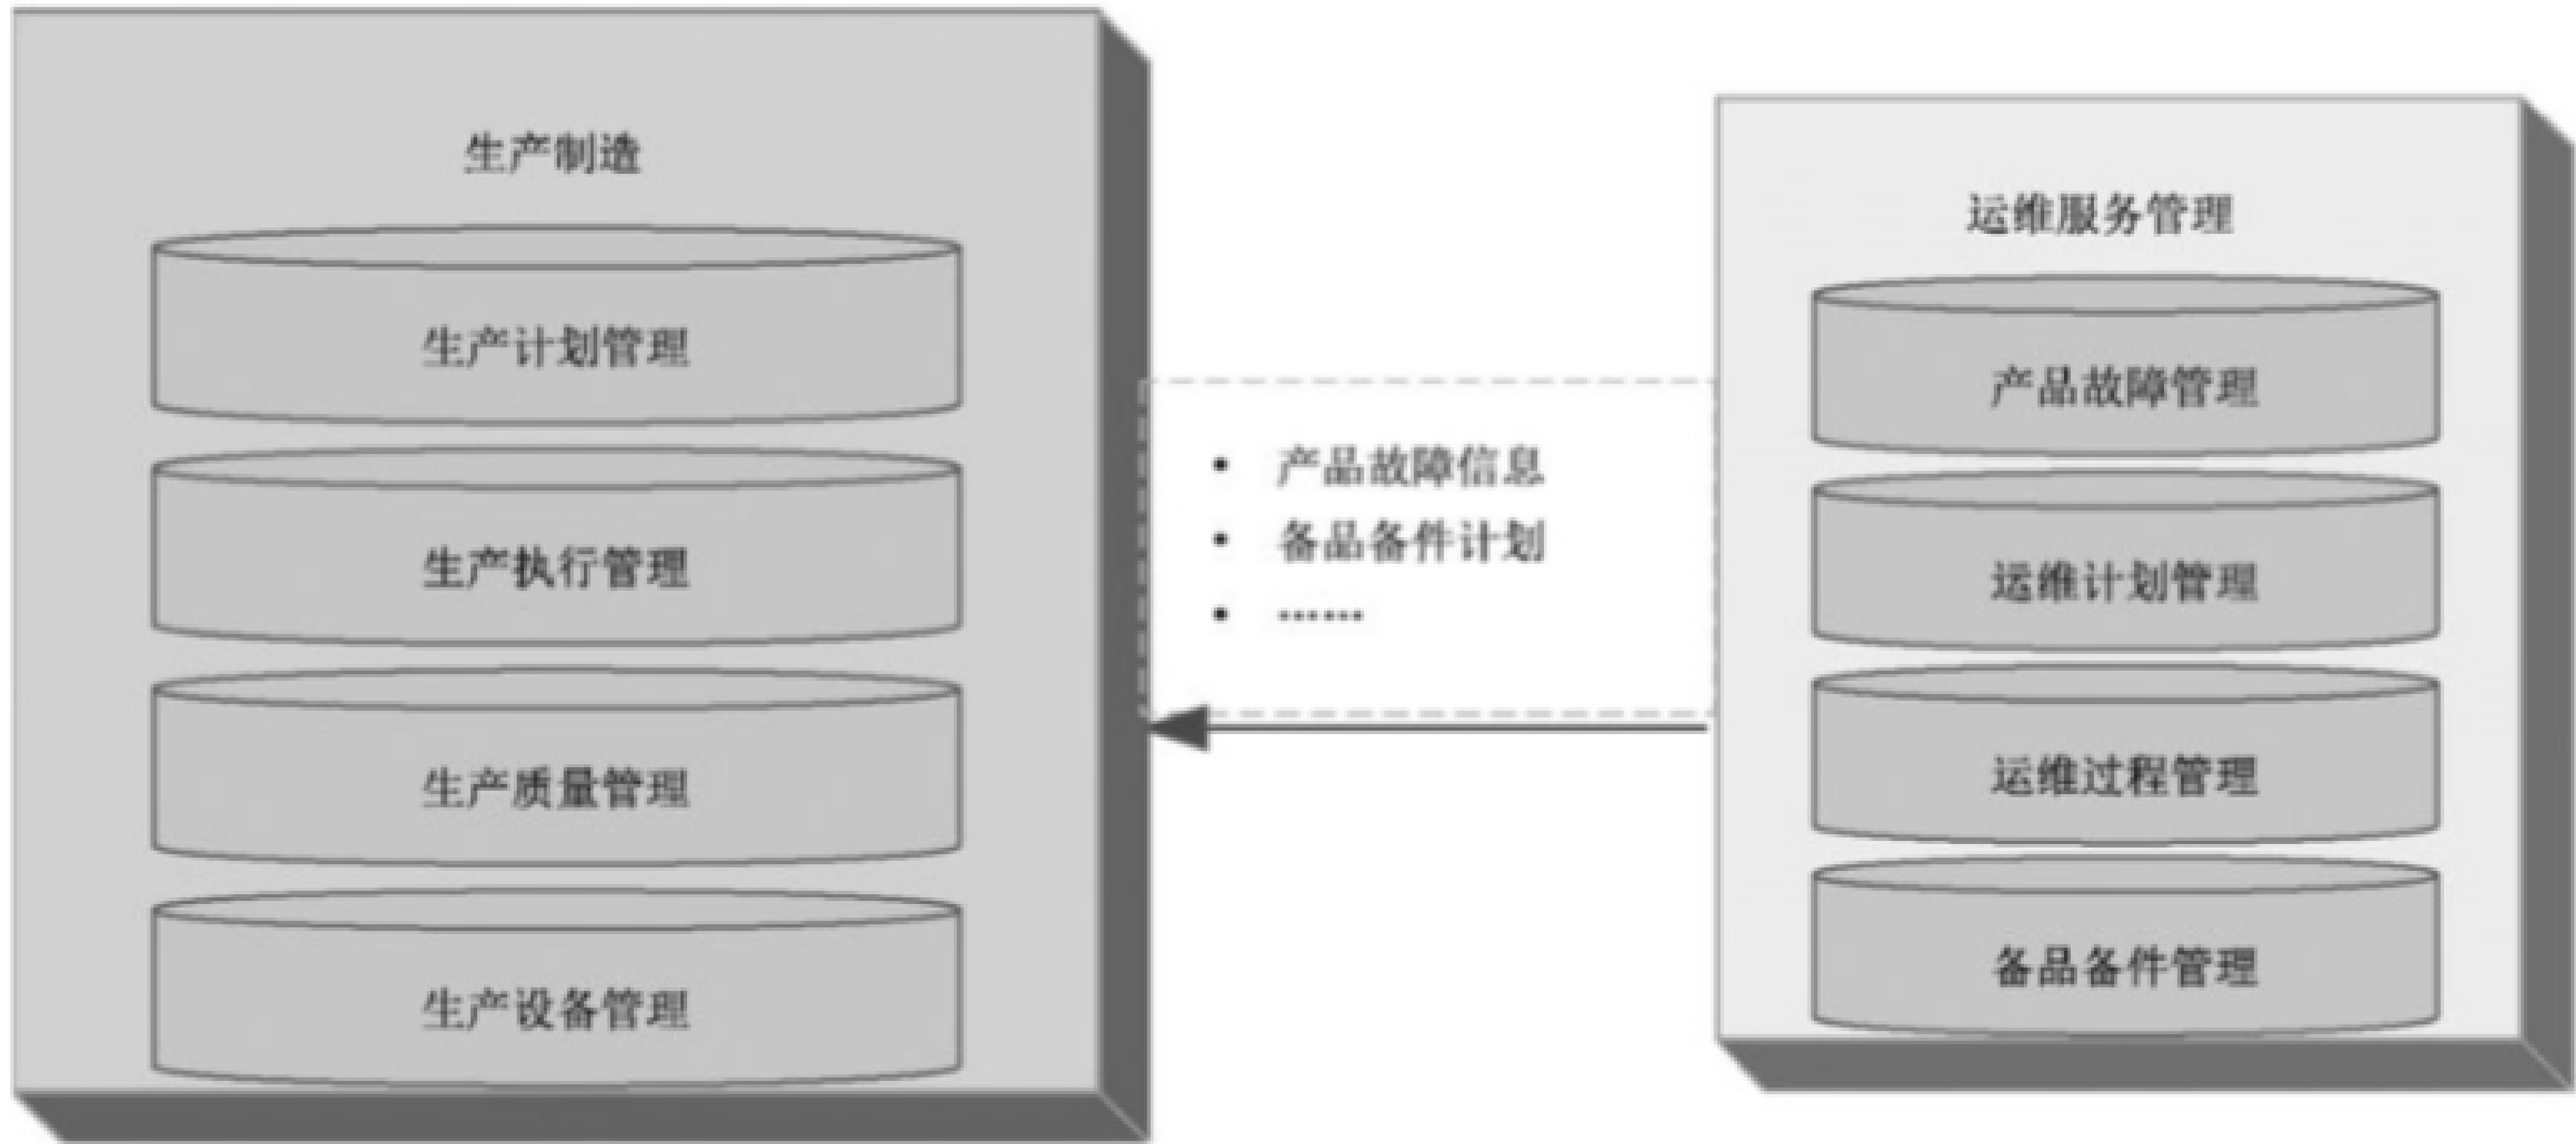 生产制造
生产计划管理
生产执行管理
生产质量管理
生产设备管理
• 产品故障信息
• 备品备件计划
• ……
运维服务管理
产品故障管理
运维计划管理
运维过程管理
备品备件管理